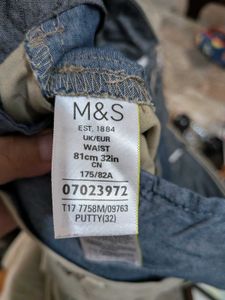 M&S
EST. 1884
UK/EUR
WAIST
81cm 32in
CN
175/82A
07023972
T17 7758M/09763
PUTTY(32)